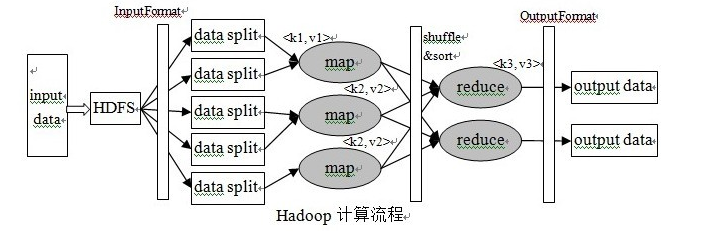 InputFormat
OutputFormat
data split
<k1, v1>
shuffle
&sort
map
<k3, v3>
input
data
HDFS
data split
<k2, v2>
reduce
output data
data split
map
data split
<k2, v2>
reduce
output data
data split
map
Hadoop 计算流程